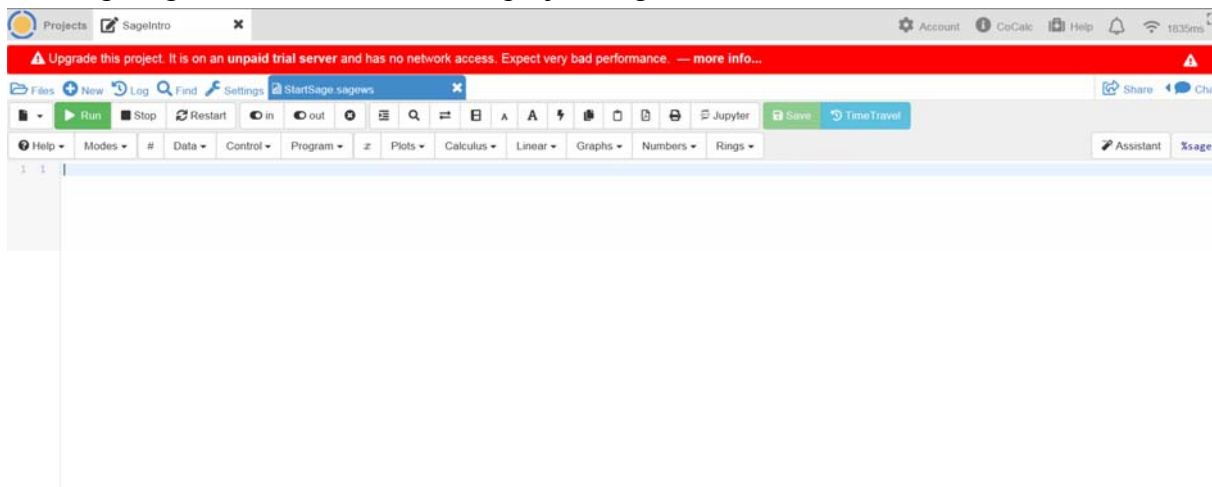 Projects SageIntro Account CoCalc Help 1835ms
Upgrade this project. It is on an unpaid trial server and has no network access. Expect very bad performance. — more info...
Files New Log Find Settings StartSage.sagews Share
Run Stop Restart in out A A Jupyter Save TimeTravel
Help Modes # Data Control Program x Plots Calculus Linear Graphs Numbers Rings Assistant %sage
1 1